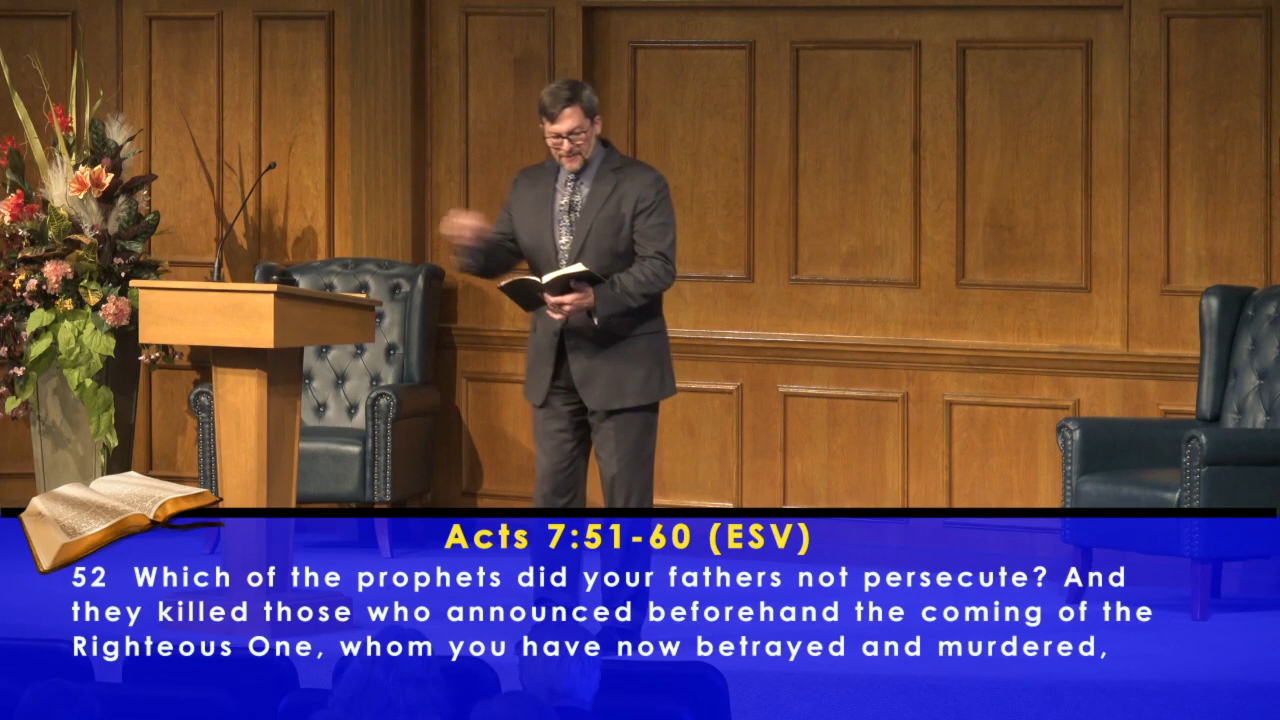 Acts 7:51-60 (ESV)
52 Which of the prophets did your fathers not persecute? And
they killed those who announced beforehand the coming of the
Righteous One, whom you have now betrayed and murdered,